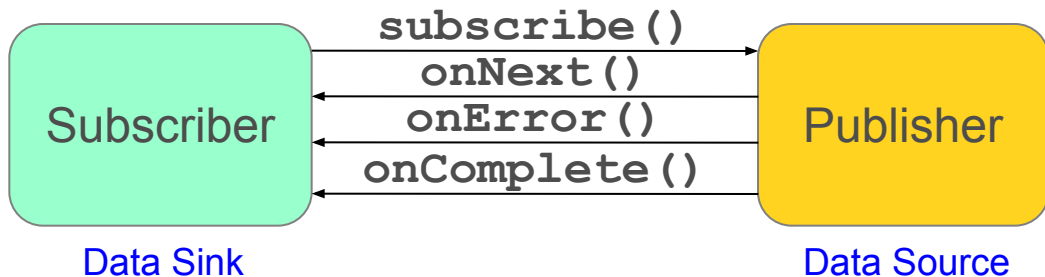 subscribe()
onNext()
Subscriber
Publisher
onError()
onComplete()
Data Sink
Data Source